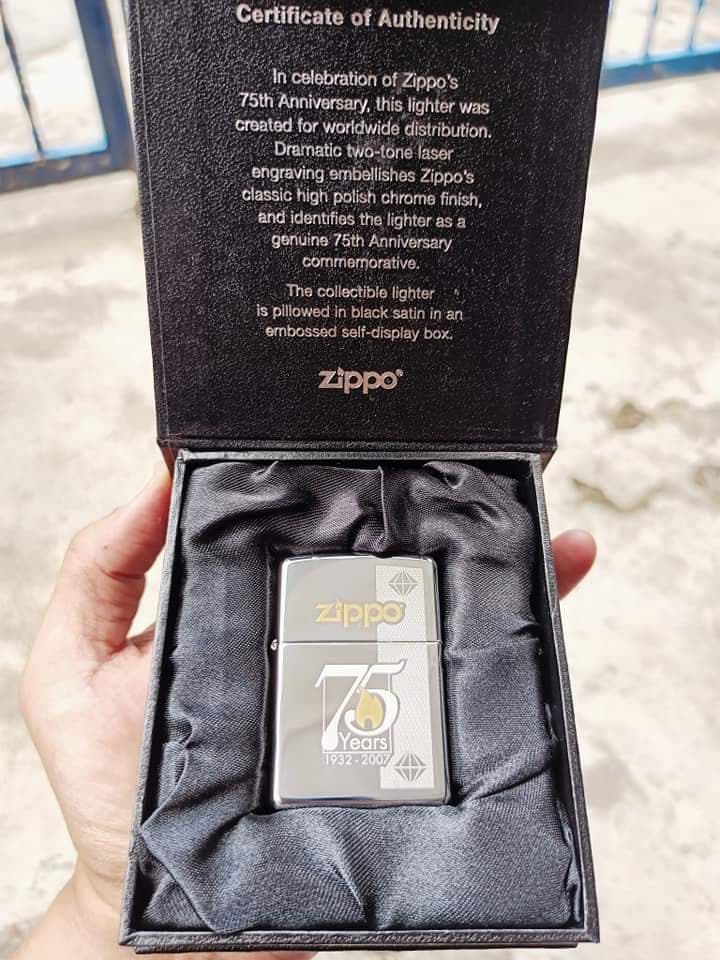 Certificate of Authenticity
In celebration of Zippo's
75th Anniversary, this lighter was
created for worldwide distribution.
Dramatic two-tone laser
engraving embellishes Zippo's
classic high polish chrome finish,
and identifies the lighter as a
genuine 75th Anniversary
commemorative.
The collectible lighter
is pillowed in black satin in an
embossed self-display box.
zippo®
zippo
75
Years
1932 - 2007